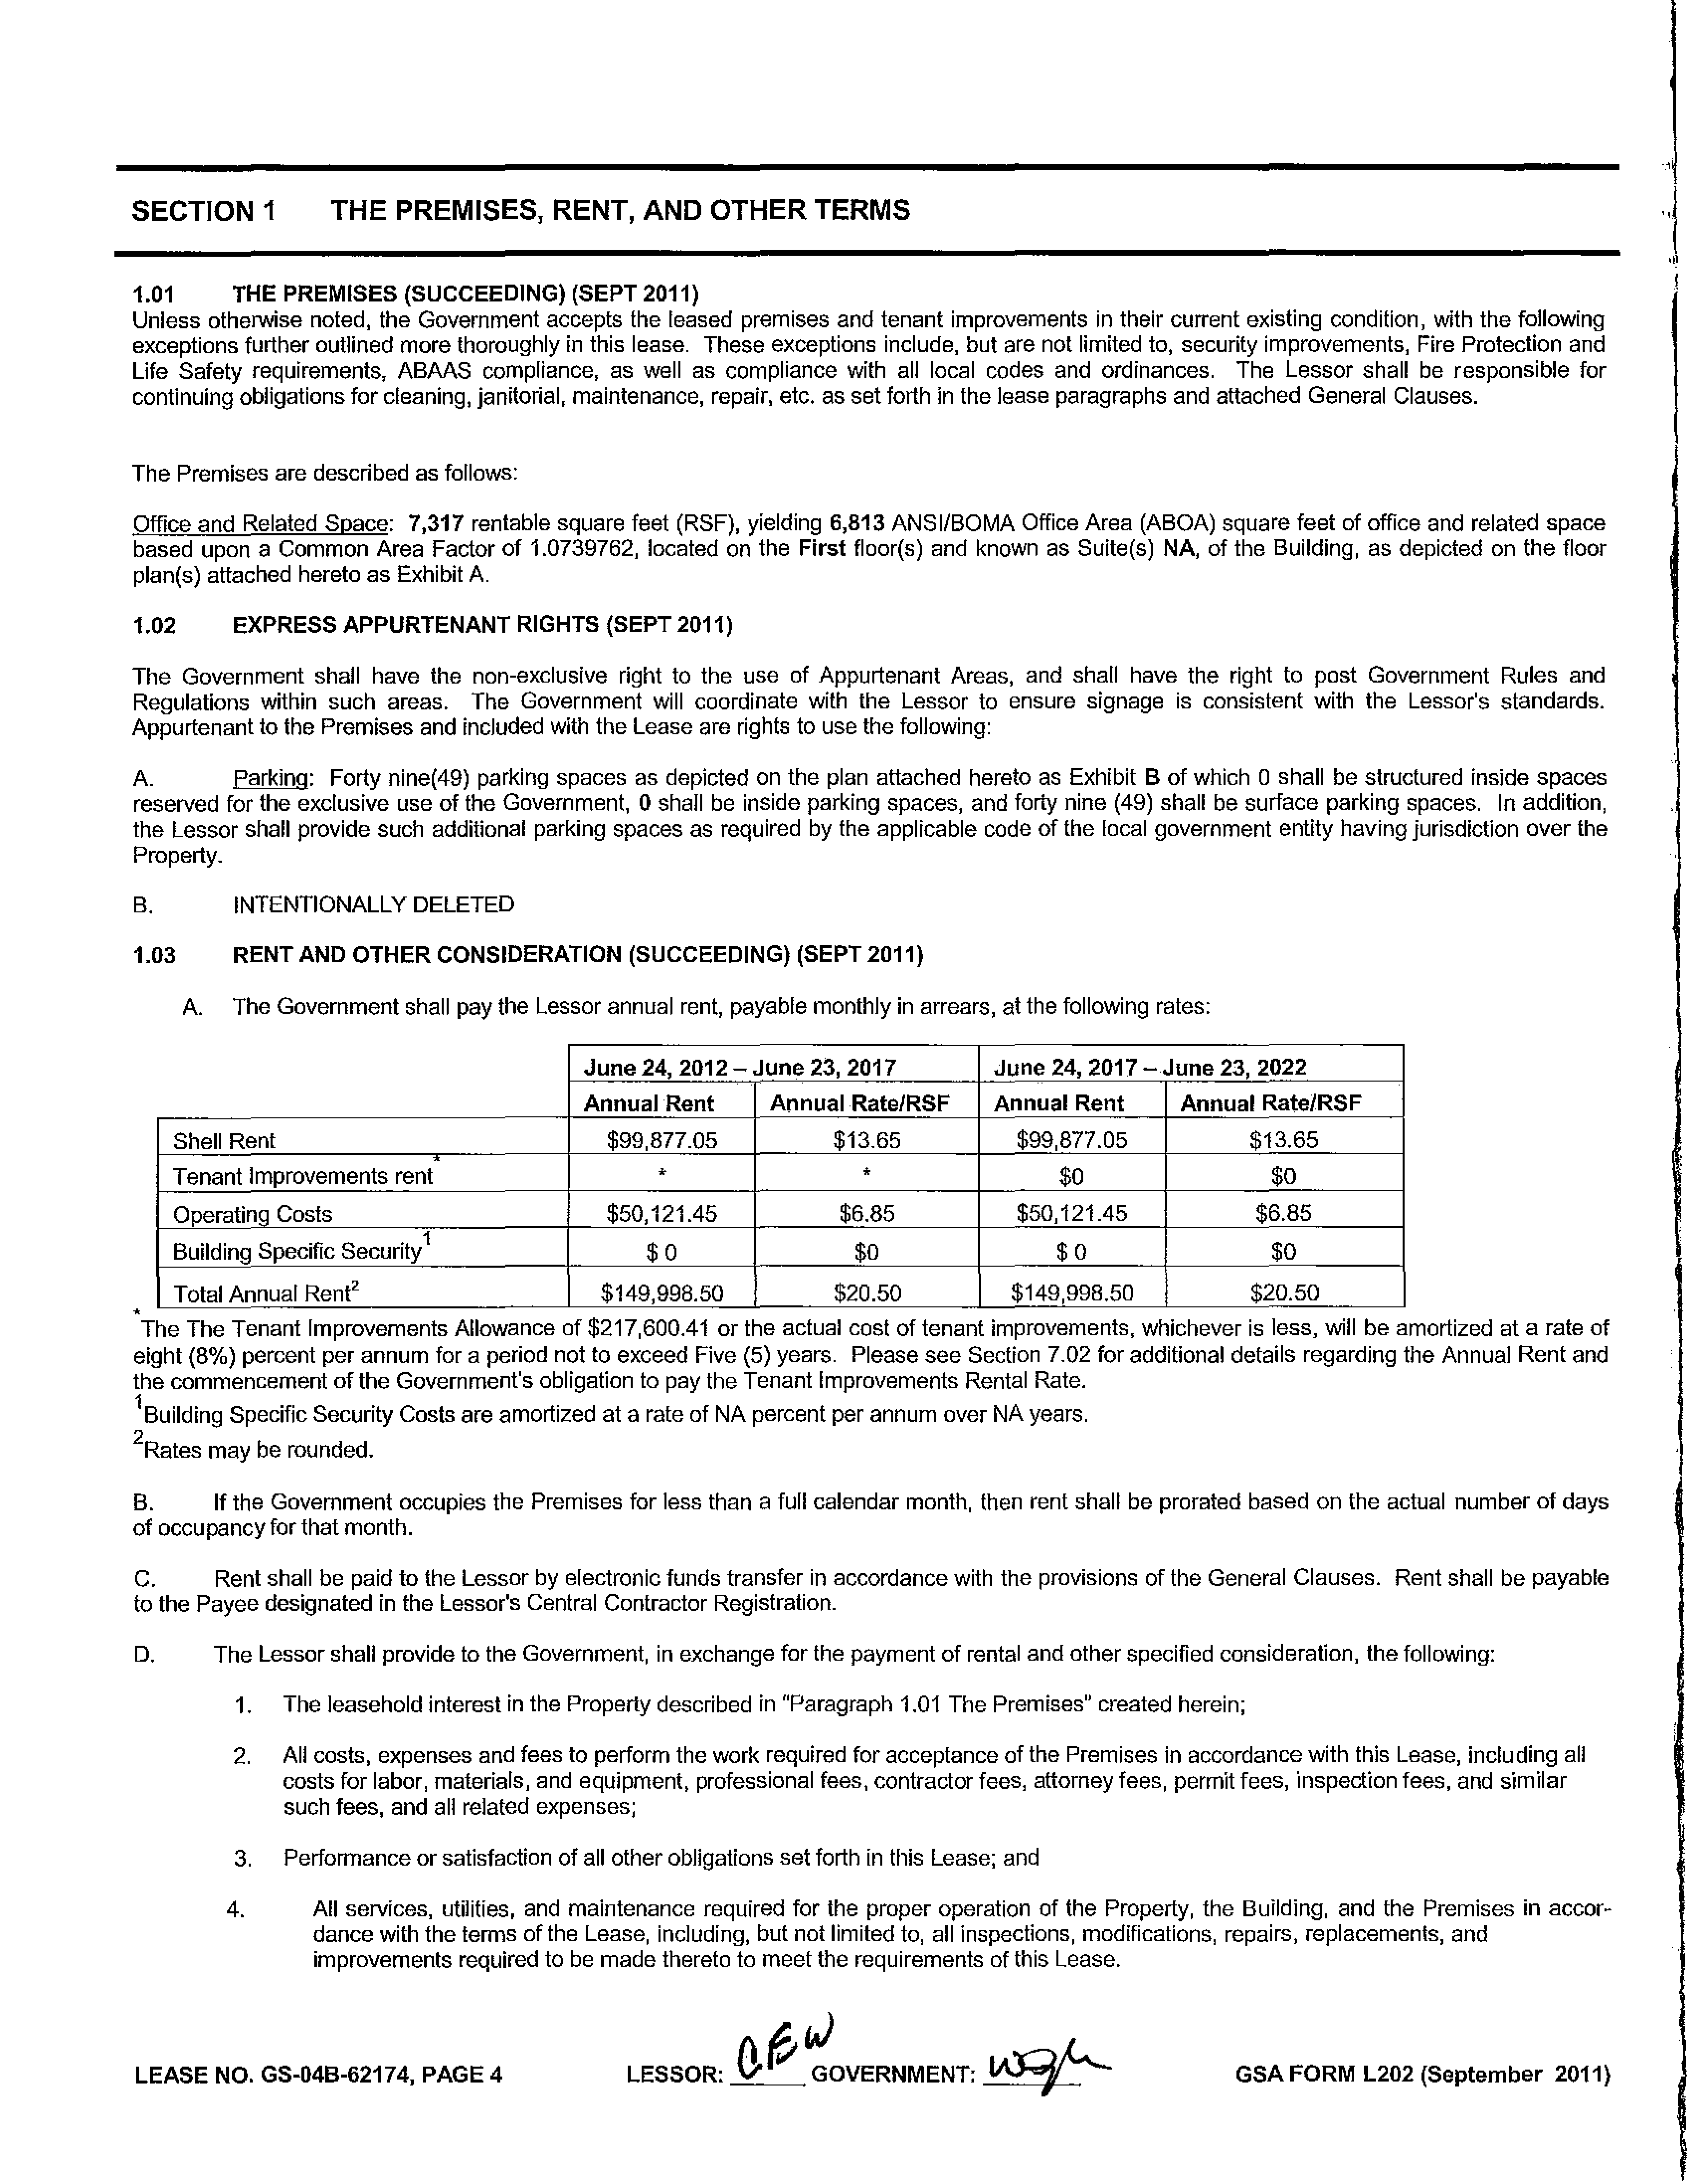 SECTION 1 THE PREMISES, RENT, AND OTHER TERMS
1.01 THE PREMISES (SUCCEEDING) (SEPT 2011)
Unless otherwise noted, the Government accepts the leased premises and tenant improvements in their current existing condition, with the following
exceptions further outlined more thoroughly in this lease. These exceptions include, but are not limited to, security improvements, Fire Protection and
Life Safety requirements, ABAAS compliance, as well as compliance with all local codes and ordinances. The Lessor shall be responsible for
continuing obligations for cleaning, janitorial, maintenance, repair, etc. as set forth in the lease paragraphs and attached General Clauses.
The Premises are described as follows:
Office and Related Space: 7,317 rentable square feet (RSF), yielding 6,813 ANSI/BOMA Office Area (ABOA) square feet of office and related space
based upon a Common Area Factor of 1.0739762, located on the First floor(s) and known as Suite(s) NA, of the Building, as depicted on the floor
plan(s) attached hereto as Exhibit A.
1.02 EXPRESS APPURTENANT RIGHTS (SEPT 2011)
The Government shall have the non-exclusive right to the use of Appurtenant Areas, and shall have the right to post Government Rules and
Regulations within such areas. The Government will coordinate with the Lessor to ensure signage is consistent with the Lessor's standards.
Appurtenant to the Premises and included with the Lease are rights to use the following:
A. Parking: Forty nine(49) parking spaces as depicted on the plan attached hereto as Exhibit B of which 0 shall be structured inside spaces
reserved for the exclusive use of the Government, 0 shall be inside parking spaces, and forty nine (49) shall be surface parking spaces. In addition,
the Lessor shall provide such additional parking spaces as required by the applicable code of the local government entity having jurisdiction over the
Property.
B. INTENTIONALLY DELETED
1.03 RENT AND OTHER CONSIDERATION (SUCCEEDING) (SEPT 2011)
A. The Government shall pay the Lessor annual rent, payable monthly in arrears, at the following rates:
June 24, 2012 – June 23, 2017 June 24, 2017 – June 23, 2022
Annual Rent Annual Rate/RSF Annual Rent Annual Rate/RSF
Shell Rent $99,877.05 $13.65 $99,877.05 $13.65
Tenant Improvements rent* * * $0 $0
Operating Costs $50,121.45 $6.85 $50,121.45 $6.85
Building Specific Security1 $ 0 $0 $ 0 $0
Total Annual Rent2 $149,998.50 $20.50 $149,998.50 $20.50
*The The Tenant Improvements Allowance of $217,600.41 or the actual cost of tenant improvements, whichever is less, will be amortized at a rate of
eight (8%) percent per annum for a period not to exceed Five (5) years. Please see Section 7.02 for additional details regarding the Annual Rent and
the commencement of the Government's obligation to pay the Tenant Improvements Rental Rate.
1Building Specific Security Costs are amortized at a rate of NA percent per annum over NA years.
2Rates may be rounded.
B. If the Government occupies the Premises for less than a full calendar month, then rent shall be prorated based on the actual number of days
of occupancy for that month.
C. Rent shall be paid to the Lessor by electronic funds transfer in accordance with the provisions of the General Clauses. Rent shall be payable
to the Payee designated in the Lessor's Central Contractor Registration.
D. The Lessor shall provide to the Government, in exchange for the payment of rental and other specified consideration, the following:
1. The leasehold interest in the Property described in "Paragraph 1.01 The Premises" created herein;
2. All costs, expenses and fees to perform the work required for acceptance of the Premises in accordance with this Lease, including all
costs for labor, materials, and equipment, professional fees, contractor fees, attorney fees, permit fees, inspection fees, and similar
such fees, and all related expenses;
3. Performance or satisfaction of all other obligations set forth in this Lease; and
4. All services, utilities, and maintenance required for the proper operation of the Property, the Building, and the Premises in accor-
dance with the terms of the Lease, including, but not limited to, all inspections, modifications, repairs, replacements, and
improvements required to be made thereto to meet the requirements of this Lease.
LEASE NO. GS-04B-62174, PAGE 4 LESSOR: CEW GOVERNMENT: GSA FORM L202 (September 2011)